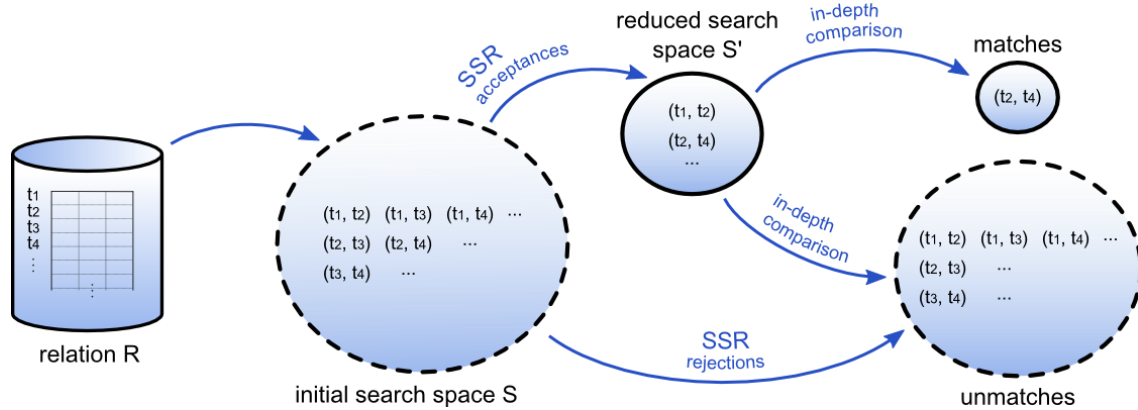 relation R
t1
t2
t3
t4
⋮
⋮
initial search space S
(t1, t2) (t1, t3) (t1, t4) ...
(t2, t3) (t2, t4) ...
(t3, t4) ...
SSR
acceptances
reduced search
space S'
(t1, t2)
(t2, t4)
...
in-depth
comparison
matches
(t2, t4)
in-depth
comparison
SSR
rejections
(t1, t2) (t1, t3) (t1, t4) ...
(t2, t3) ...
(t3, t4) ...
unmatches